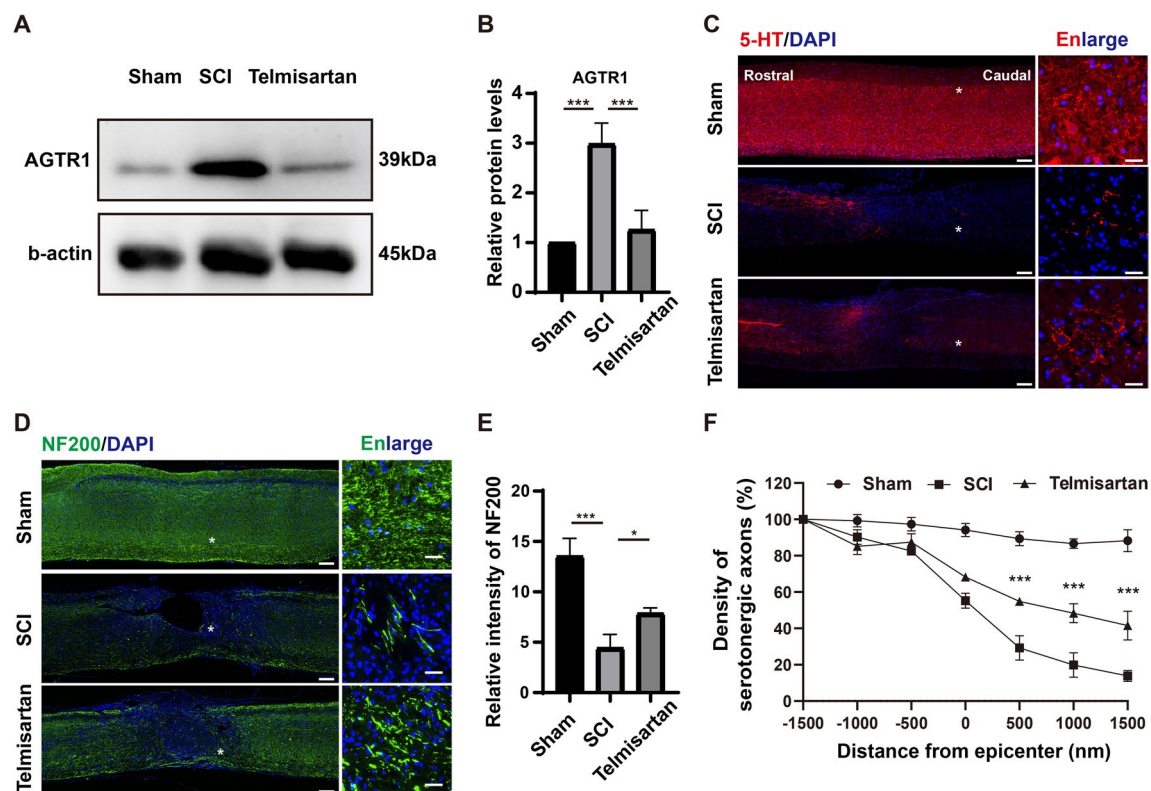 A
Sham SCI Telmisartan
AGTR1
39kDa
b-actin
45kDa
B
AGTR1
*** ***
Relative protein levels
4
3
2
1
0
Sham
SCI
Telmisartan
C
5-HT/DAPI
Enlarge
Rostral
Caudal
*
Sham
*
SCI
*
Telmisartan
D
NF200/DAPI
Enlarge
Sham
*
SCI
*
Telmisartan
*
E
Relative intensity of NF200
20
15
10
5
0
***
*
Sham
SCI
Telmisartan
F
Sham SCI Telmisartan
Density of
serotonergic axons (%)
120
100
80
60
40
20
0
*** *** ***
-1500 -1000 -500 0 500 1000 1500
Distance from epicenter (nm)